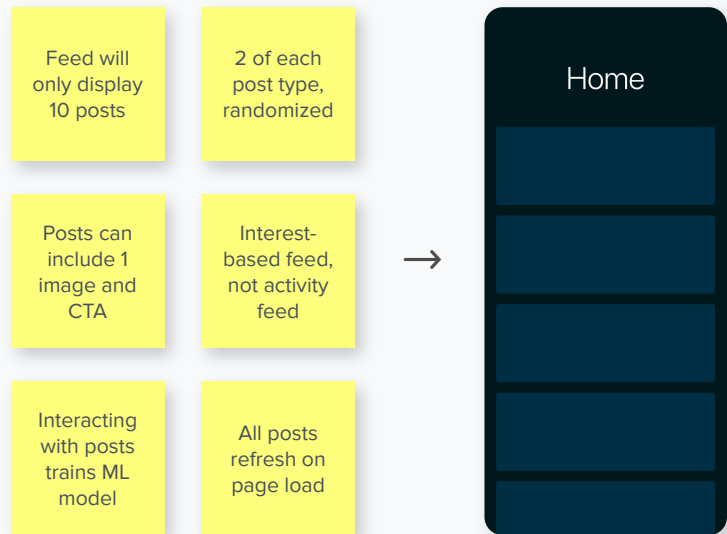 Feed will
only display
10 posts
2 of each
post type,
randomized
Posts can
include 1
image and
CTA
Interest-
based feed,
not activity
feed
Interacting
with posts
trains ML
model
All posts
refresh on
page load
Home